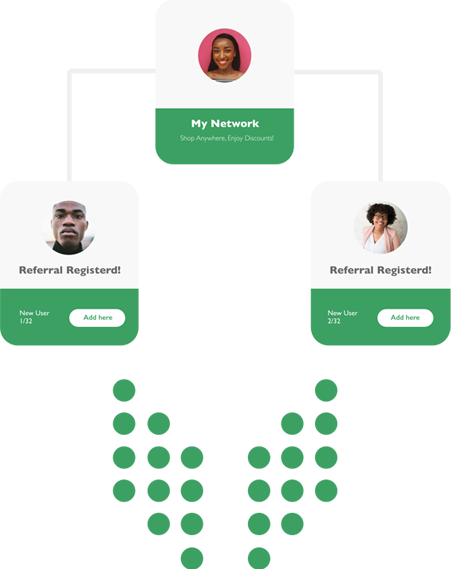 My Network
Shop Anywhere, Enjoy Discounts!
Referral Registerd!
New User
1/32
Add here
Referral Registerd!
New User
2/32
Add here